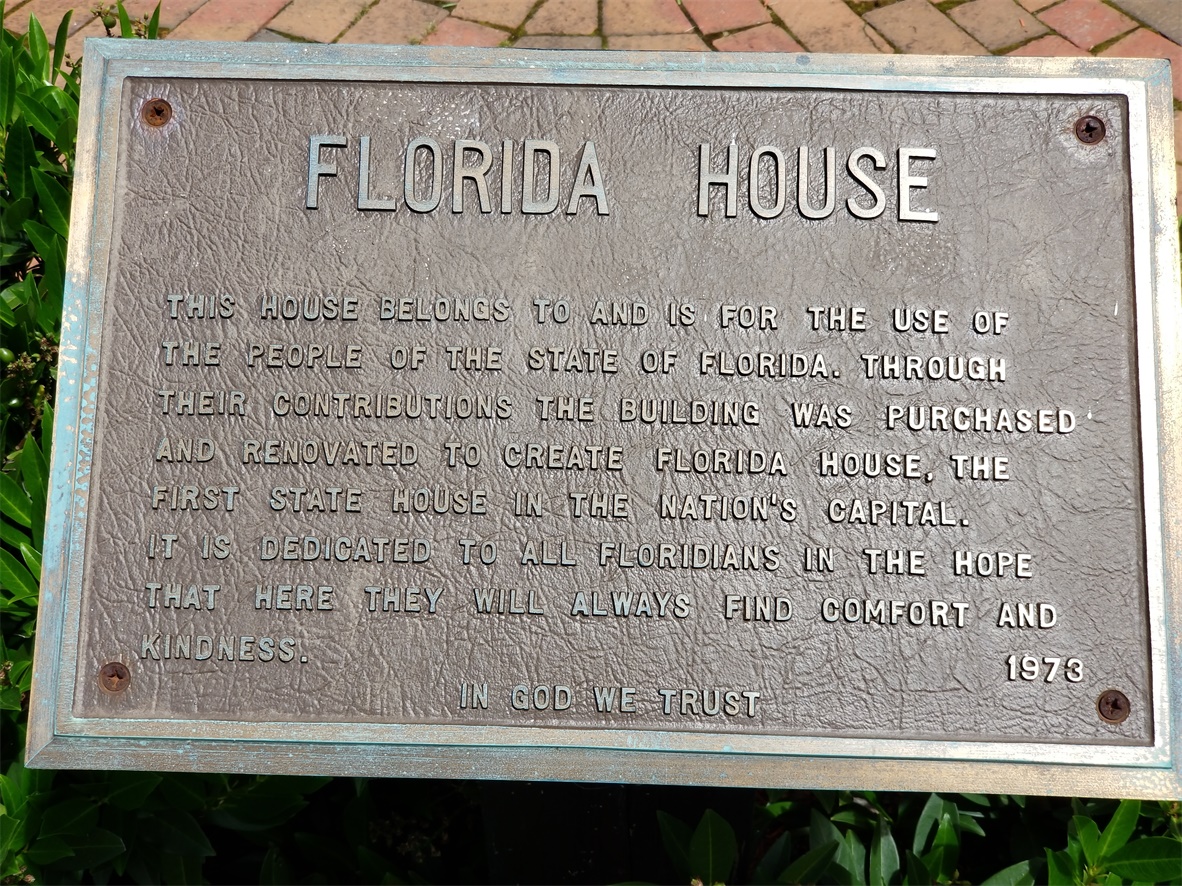 FLORIDA HOUSE
THIS HOUSE BELONGS TO AND IS FOR THE USE OF
THE PEOPLE OF THE STATE OF FLORIDA. THROUGH
THEIR CONTRIBUTIONS THE BUILDING WAS PURCHASED
AND RENOVATED TO CREATE FLORIDA HOUSE, THE
FIRST STATE HOUSE IN THE NATION'S CAPITAL.
IT IS DEDICATED TO ALL FLORIDIANS IN THE HOPE
THAT HERE THEY WILL ALWAYS FIND COMFORT AND
KINDNESS.
1973
IN GOD WE TRUST